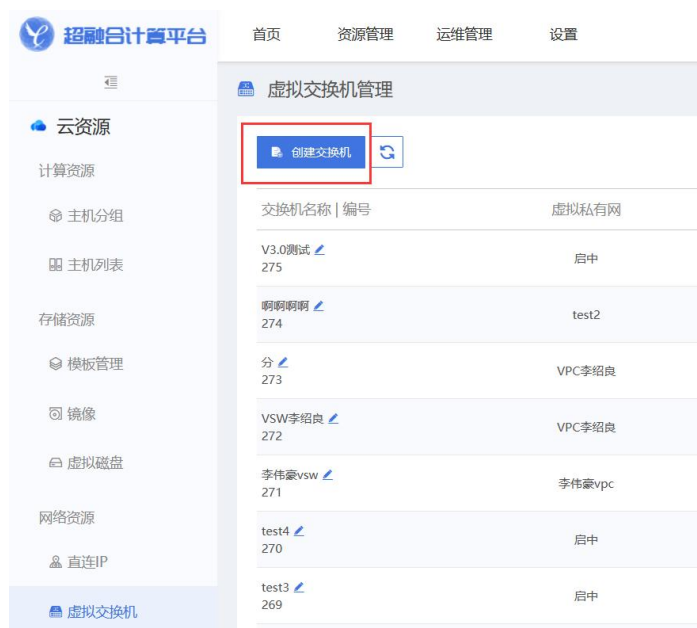 超融合计算平台
首页 资源管理 运维管理 设置
虚拟交换机管理
云资源
计算资源
主机分组
主机列表
存储资源
模板管理
镜像
虚拟磁盘
网络资源
直连IP
虚拟交换机
创建交换机
交换机名称 | 编号 虚拟私有网
V3.0测试
275
启中
啊啊啊啊
274
test2
分
273
VPC李绍良
VSW李绍良
272
VPC李绍良
李伟豪vsw
271
李伟豪vpc
test4
270
启中
test3
269
启中